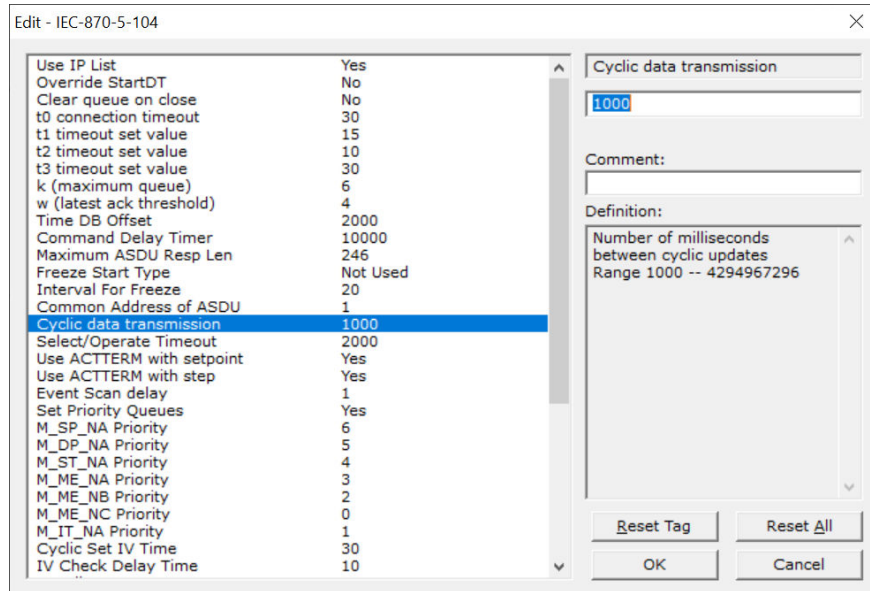 Edit - IEC-870-5-104
Use IP List Yes
Override StartDT No
Clear queue on close No
t0 connection timeout 30
t1 timeout set value 15
t2 timeout set value 10
t3 timeout set value 30
k (maximum queue) 6
w (latest ack threshold) 4
Time DB Offset 2000
Command Delay Timer 10000
Maximum ASDU Resp Len 246
Freeze Start Type Not Used
Interval For Freeze 20
Common Address of ASDU 1
Cyclic data transmission 1000
Select/Operate Timeout 2000
Use ACTTERM with setpoint Yes
Use ACTTERM with step Yes
Event Scan delay 1
Set Priority Queues Yes
M_SP_NA Priority 6
M_DP_NA Priority 5
M_ST_NA Priority 4
M_ME_NA Priority 3
M_ME_NB Priority 2
M_ME_NC Priority 0
M_IT_NA Priority 1
Cyclic Set IV Time 30
IV Check Delay Time 10
Cyclic data transmission
1000
Comment:
Definition:
Number of milliseconds
between cyclic updates
Range 1000 -- 4294967296
Reset Tag Reset All
OK Cancel